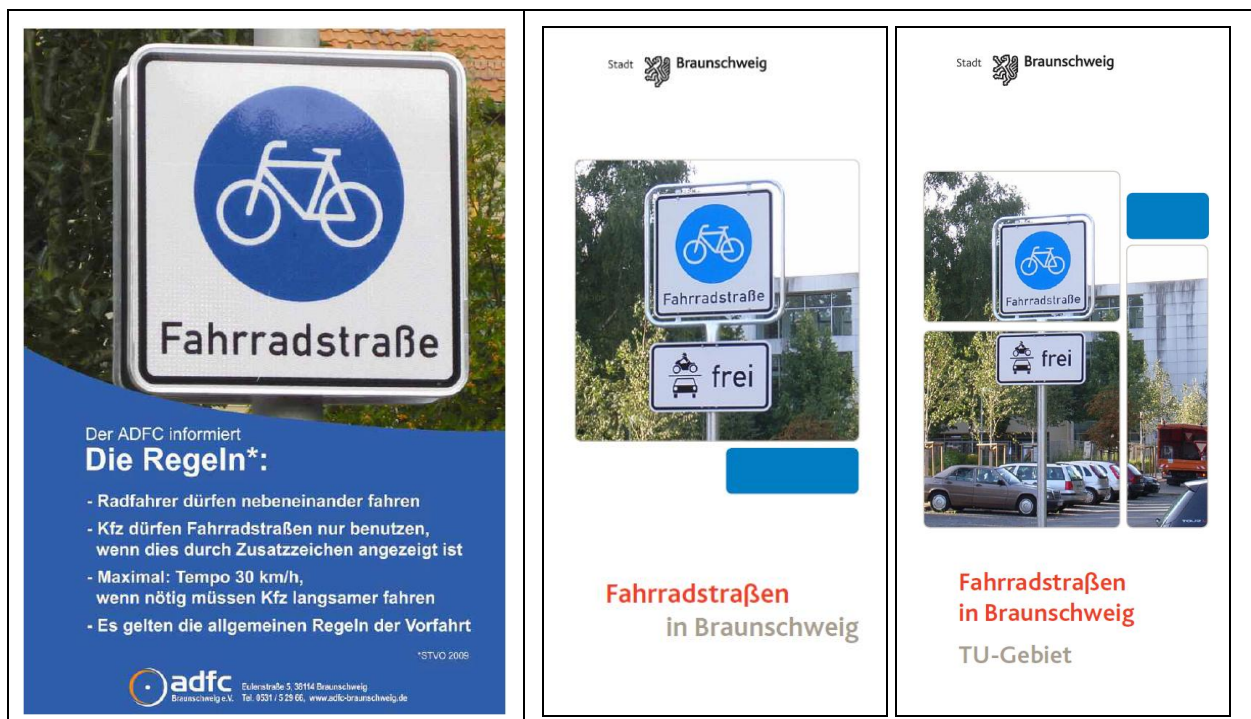 Fahrradstraße
Der ADFC informiert
Die Regeln*:
- Radfahrer dürfen nebeneinander fahren
- Kfz dürfen Fahrradstraßen nur benutzen,
wenn dies durch Zusatzzeichen angezeigt ist
- Maximal: Tempo 30 km/h,
wenn nötig müssen Kfz langsamer fahren
- Es gelten die allgemeinen Regeln der Vorfahrt
*STVO 2009
adfc
Braunschweig e.V.
Eulenstraße 5, 38114 Braunschweig
Tel. 0531 / 5 29 66, www.adfc-braunschweig.de
Stadt Braunschweig
Fahrradstraße
frei
Fahrradstraßen
in Braunschweig
Stadt Braunschweig
Fahrradstraße
frei
Fahrradstraßen
in Braunschweig
TU-Gebiet